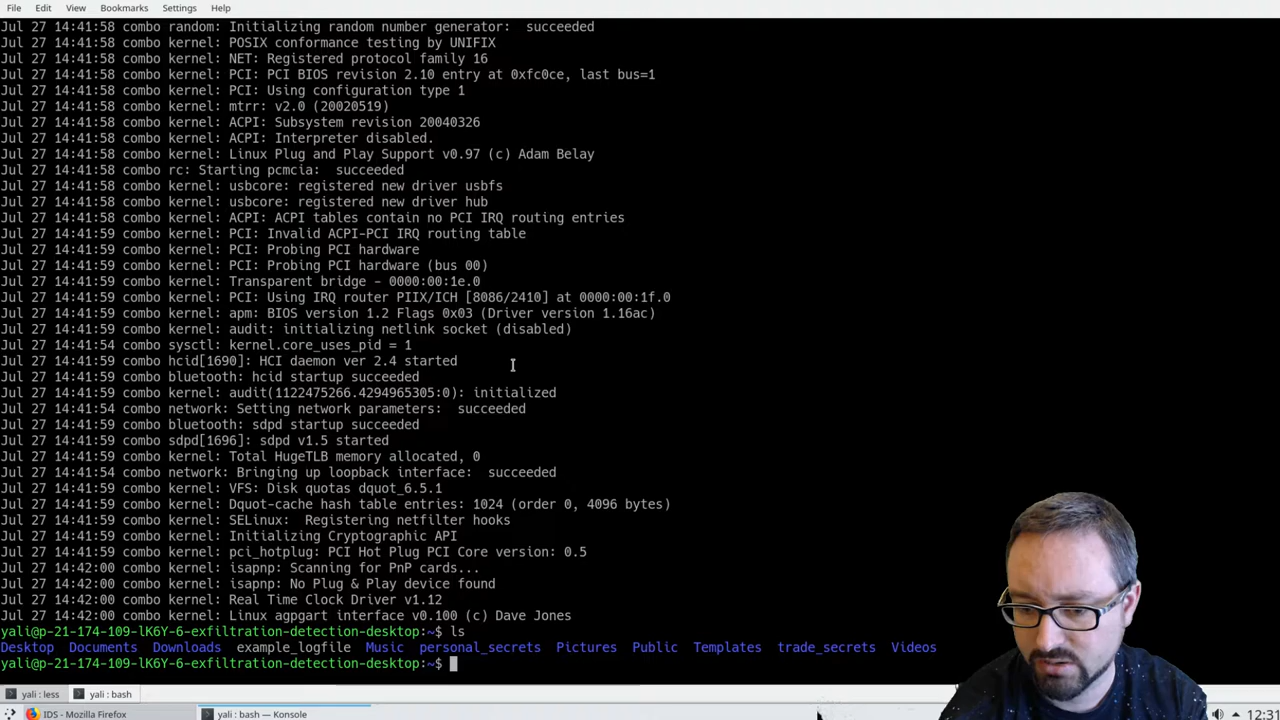 File Edit View Bookmarks Settings Help
Jul 27 14:41:58 combo random: Initializing random number generator:  succeeded
Jul 27 14:41:58 combo kernel: POSIX conformance testing by UNIFIX
Jul 27 14:41:58 combo kernel: NET: Registered protocol family 16
Jul 27 14:41:58 combo kernel: PCI: PCI BIOS revision 2.10 entry at 0xfc0ce, last bus=1
Jul 27 14:41:58 combo kernel: PCI: Using configuration type 1
Jul 27 14:41:58 combo kernel: mtrr: v2.0 (20020519)
Jul 27 14:41:58 combo kernel: ACPI: Subsystem revision 20040326
Jul 27 14:41:58 combo kernel: ACPI: Interpreter disabled.
Jul 27 14:41:58 combo kernel: Linux Plug and Play Support v0.97 (c) Adam Belay
Jul 27 14:41:58 combo rc: Starting pcmcia:  succeeded
Jul 27 14:41:58 combo kernel: usbcore: registered new driver usbfs
Jul 27 14:41:58 combo kernel: usbcore: registered new driver hub
Jul 27 14:41:58 combo kernel: ACPI: ACPI tables contain no PCI IRQ routing entries
Jul 27 14:41:59 combo kernel: PCI: Invalid ACPI-PCI IRQ routing table
Jul 27 14:41:59 combo kernel: PCI: Probing PCI hardware
Jul 27 14:41:59 combo kernel: PCI: Probing PCI hardware (bus 00)
Jul 27 14:41:59 combo kernel: Transparent bridge - 0000:00:1e.0
Jul 27 14:41:59 combo kernel: PCI: Using IRQ router PIIX/ICH [8086/2410] at 0000:00:1f.0
Jul 27 14:41:59 combo kernel: apm: BIOS version 1.2 Flags 0x03 (Driver version 1.16ac)
Jul 27 14:41:59 combo kernel: audit: initializing netlink socket (disabled)
Jul 27 14:41:54 combo sysctl: kernel.core_uses_pid = 1
Jul 27 14:41:59 combo hcid[1690]: HCI daemon ver 2.4 started
Jul 27 14:41:59 combo bluetooth: hcid startup succeeded
Jul 27 14:41:59 combo kernel: audit(1122475266.4294965305:0): initialized
Jul 27 14:41:54 combo network: Setting network parameters:  succeeded
Jul 27 14:41:59 combo bluetooth: sdpd startup succeeded
Jul 27 14:41:59 combo sdpd[1696]: sdpd v1.5 started
Jul 27 14:41:59 combo kernel: Total HugeTLB memory allocated, 0
Jul 27 14:41:54 combo network: Bringing up loopback interface:  succeeded
Jul 27 14:41:59 combo kernel: VFS: Disk quotas dquot_6.5.1
Jul 27 14:41:59 combo kernel: Dquot-cache hash table entries: 1024 (order 0, 4096 bytes)
Jul 27 14:41:59 combo kernel: SELinux:  Registering netfilter hooks
Jul 27 14:41:59 combo kernel: Initializing Cryptographic API
Jul 27 14:41:59 combo kernel: pci_hotplug: PCI Hot Plug PCI Core version: 0.5
Jul 27 14:42:00 combo kernel: isapnp: Scanning for PnP cards...
Jul 27 14:42:00 combo kernel: isapnp: No Plug & Play device found
Jul 27 14:42:00 combo kernel: Real Time Clock Driver v1.12
Jul 27 14:42:00 combo kernel: Linux agpgart interface v0.100 (c) Dave Jones
yali@p-21-174-109-lK6Y-6-exfiltration-detection-desktop:~$ ls
Desktop Documents Downloads example_logfile Music personal_secrets Pictures Public Templates trade_secrets Videos
yali@p-21-174-109-lK6Y-6-exfiltration-detection-desktop:~$
yali : less yali : bash
IDS - Mozilla Firefox yali : bash — Konsole 12:31